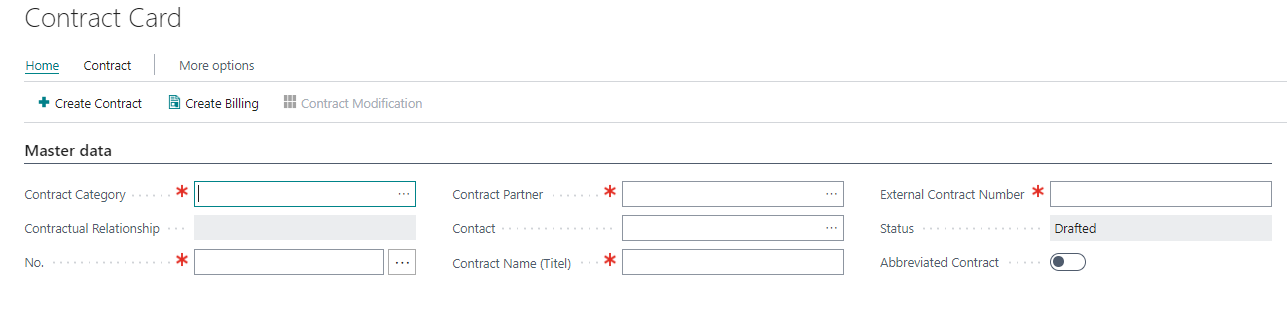 Contract Card
Home Contract More options
Create Contract Create Billing Contract Modification
Master data
Contract Category * Contract Partner * External Contract Number *
Contractual Relationship Contact Status Drafted
No. * Contract Name (Titel) * Abbreviated Contract